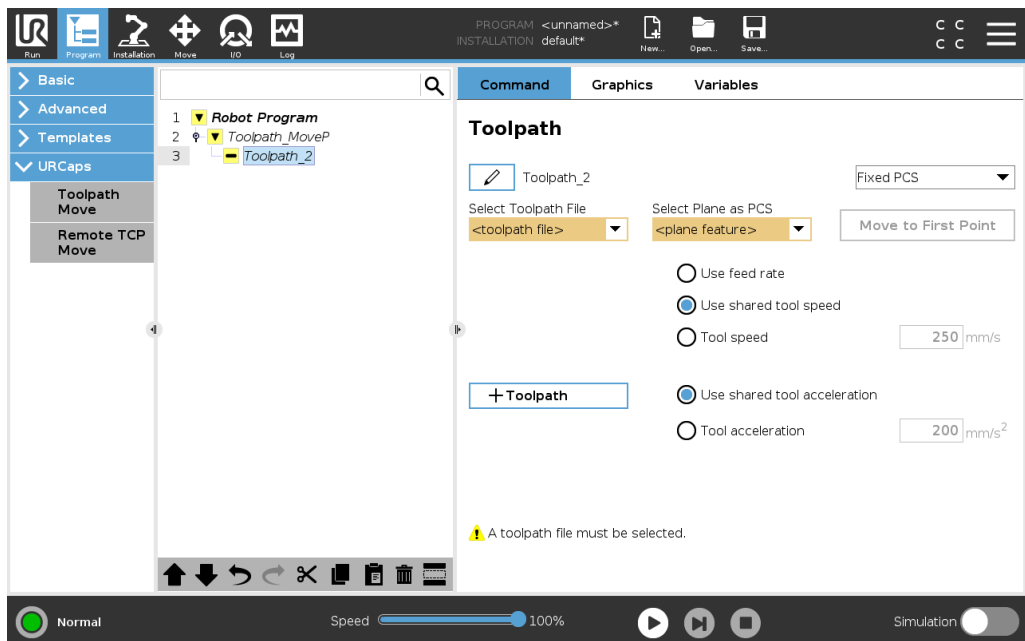 PROGRAM <unnamed>*
INSTALLATION default*
UR
Run
Program
Installation
Move
I/O
Log
New...
Open...
Save...
C C
C C
Basic
Advanced
Templates
URCaps
Toolpath
Move
Remote TCP
Move
1 Robot Program
2 Toolpath_MoveP
3 Toolpath_2
Command
Graphics
Variables
Toolpath
Toolpath_2
Fixed PCS
Select Toolpath File
Select Plane as PCS
<toolpath file>
<plane feature>
Move to First Point
Use feed rate
Use shared tool speed
Tool speed
250 mm/s
+Toolpath
Use shared tool acceleration
Tool acceleration
200 mm/s²
A toolpath file must be selected.
Normal
Speed
100%
Simulation